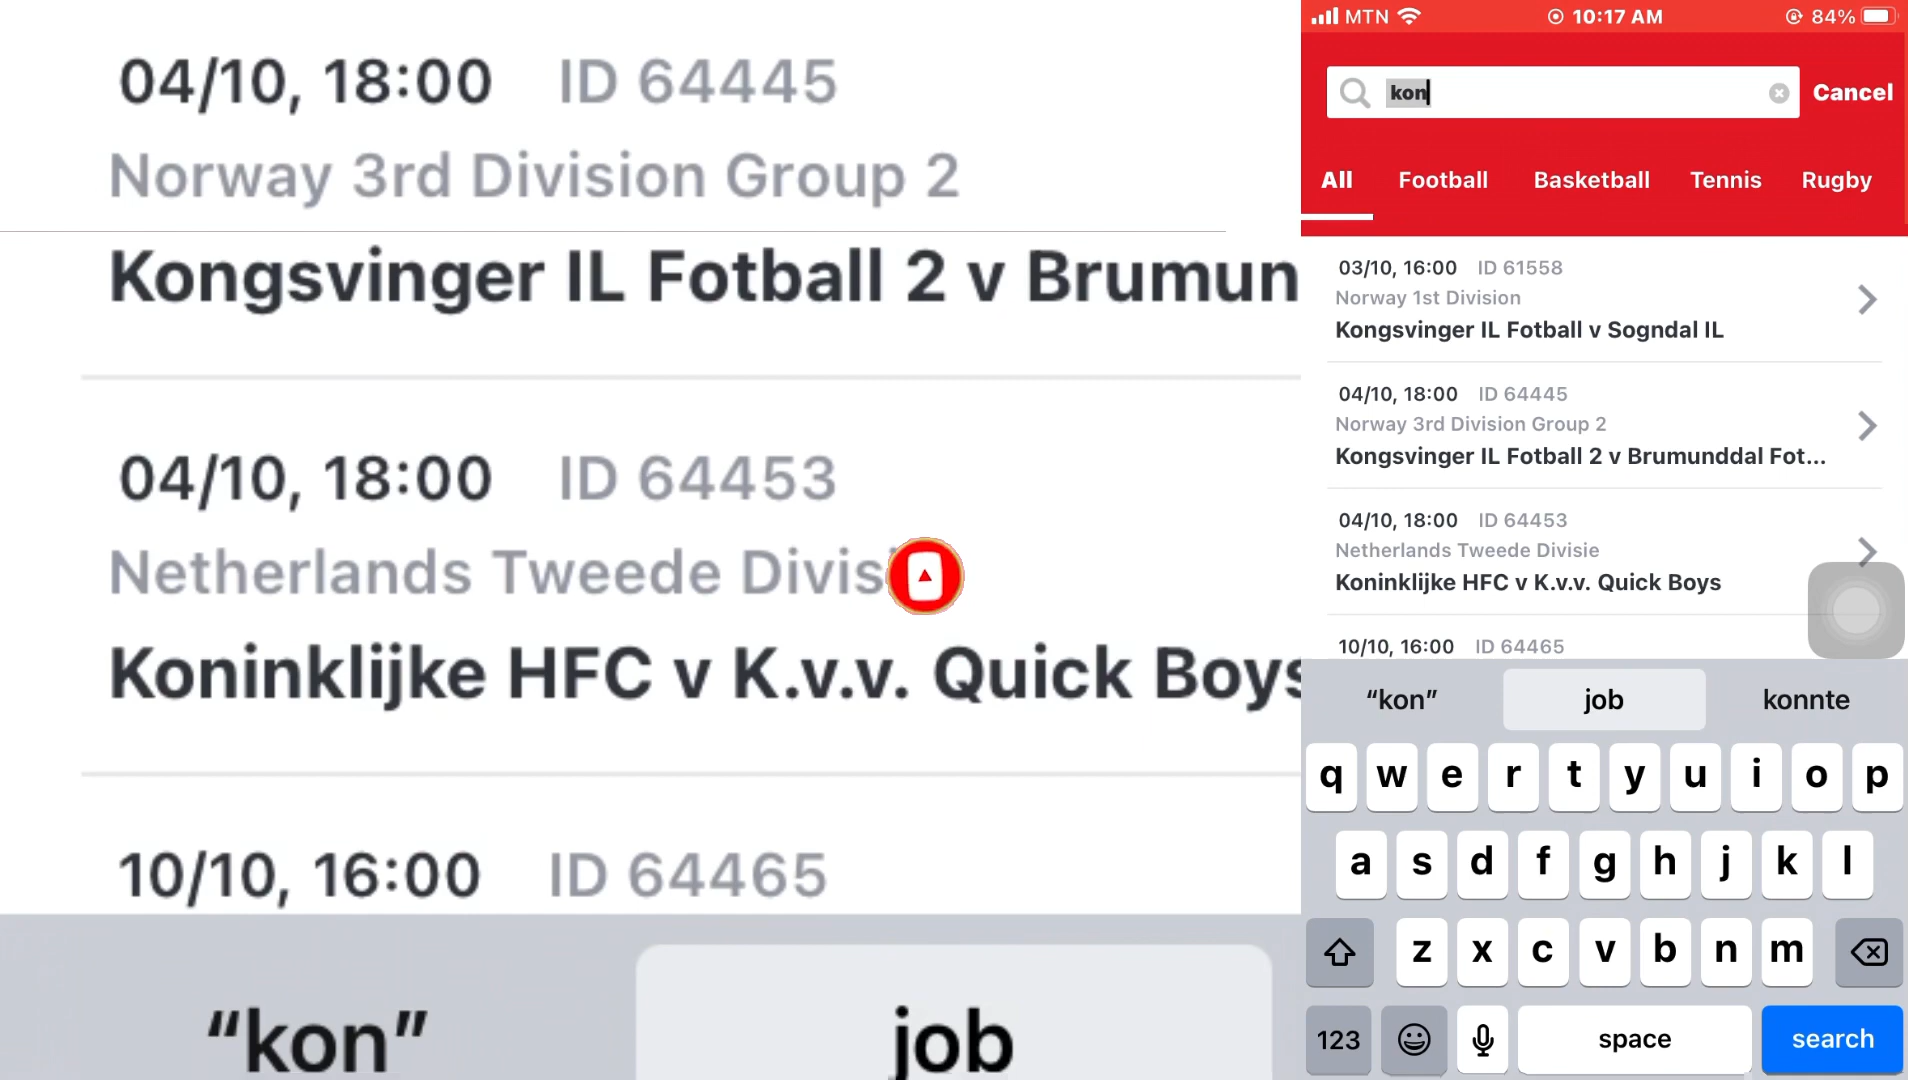 04/10, 18:00 ID 64445
Norway 3rd Division Group 2
Kongsvinger IL Fotball 2 v Brumun
04/10, 18:00 ID 64453
Netherlands Tweede Divis
Koninklijke HFC v K.v.v. Quick Boys
10/10, 16:00 ID 64465
“kon” job
MTN 10:17 AM 84%
kon Cancel
All Football Basketball Tennis Rugby
03/10, 16:00 ID 61558
Norway 1st Division
Kongsvinger IL Fotball v Sogndal IL
04/10, 18:00 ID 64445
Norway 3rd Division Group 2
Kongsvinger IL Fotball 2 v Brumunddal Fot...
04/10, 18:00 ID 64453
Netherlands Tweede Divisie
Koninklijke HFC v K.v.v. Quick Boys
10/10, 16:00 ID 64465
“kon” job konnte
q w e r t y u i o p
a s d f g h j k l
z x c v b n m
123 space search